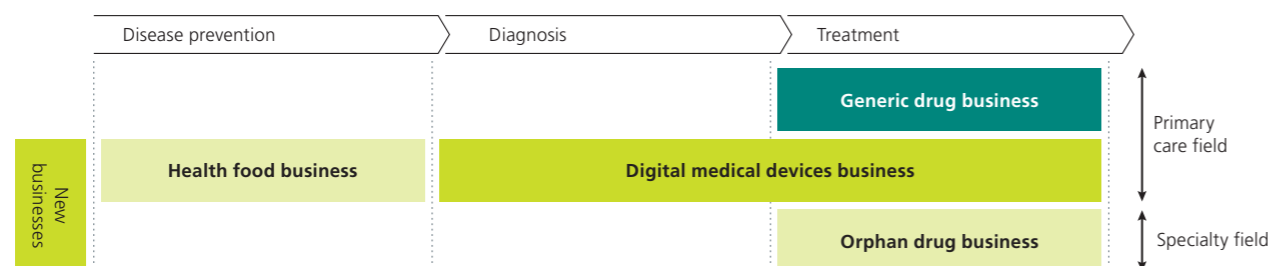 Disease prevention
Diagnosis
Treatment
Generic drug business
Primary
care field
New
businesses
Health food business
Digital medical devices business
Orphan drug business
Specialty field